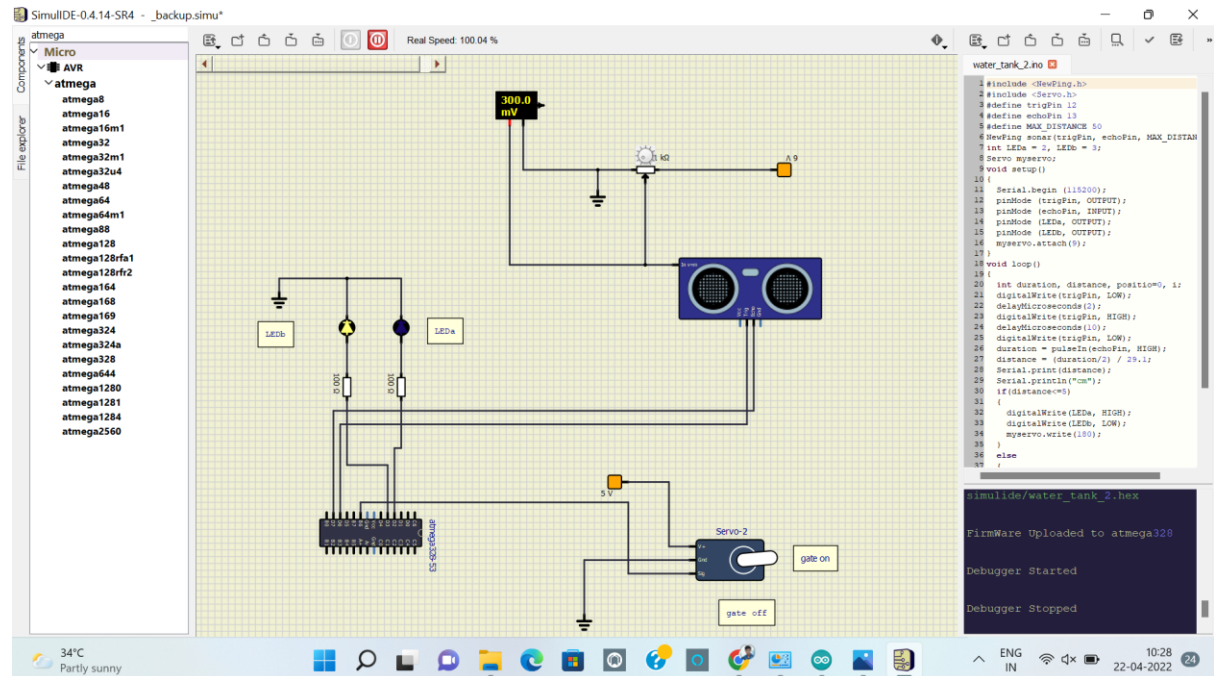 SimulIDE-0.4.14-SR4 - _backup.simu*
Components
File explorer
atmega
Micro
AVR
atmega
atmega8
atmega16
atmega16m1
atmega32
atmega32m1
atmega32u4
atmega48
atmega64
atmega64m1
atmega88
atmega128
atmega128rfa1
atmega128rfr2
atmega164
atmega168
atmega169
atmega324
atmega324a
atmega328
atmega644
atmega1280
atmega1281
atmega1284
atmega2560
Real Speed: 100.04 %
300.0
mV
1 kΩ
Vcc
Trig
Echo
Gnd
LEDb
LEDa
100 Ω
100 Ω
5 V
atmega328-53
Servo-2
V+
Gnd
Sig
gate on
gate off
water_tank_2.ino
1 #include <NewPing.h>
2 #include <Servo.h>
3 #define trigPin 12
4 #define echoPin 13
5 #define MAX_DISTANCE 50
6 NewPing sonar(trigPin, echoPin, MAX_DISTAN
7 int LEDa = 2, LEDb = 3;
8 Servo myservo;
9 void setup()
10 {
11 Serial.begin (115200);
12 pinMode (trigPin, OUTPUT);
13 pinMode (echoPin, INPUT);
14 pinMode (LEDa, OUTPUT);
15 pinMode (LEDb, OUTPUT);
16 myservo.attach(9);
17 }
18 void loop()
19 {
20 int duration, distance, positio=0, i;
21 digitalWrite(trigPin, LOW);
22 delayMicroseconds(2);
23 digitalWrite(trigPin, HIGH);
24 delayMicroseconds(10);
25 digitalWrite(trigPin, LOW);
26 duration = pulseIn(echoPin, HIGH);
27 distance = (duration/2) / 29.1;
28 Serial.print(distance);
29 Serial.println("cm");
30 if(distance<=5)
31 {
32 digitalWrite(LEDa, HIGH);
33 digitalWrite(LEDb, LOW);
34 myservo.write(180);
35 }
36 else
37 {
simulide/water_tank_2.hex
FirmWare Uploaded to atmega328
Debugger Started
Debugger Stopped
34°C
Partly sunny
ENG
IN
10:28
22-04-2022
24